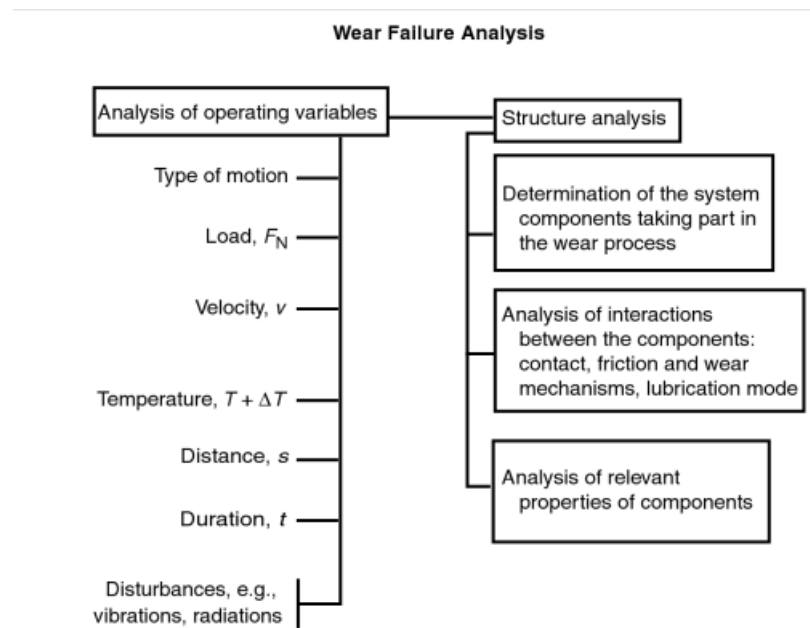 Wear Failure Analysis
Analysis of operating variables
Type of motion
Load, FN
Velocity, v
Temperature, T + ΔT
Distance, s
Duration, t
Disturbances, e.g.,
vibrations, radiations
Structure analysis
Determination of the system
components taking part in
the wear process
Analysis of interactions
between the components:
contact, friction and wear
mechanisms, lubrication mode
Analysis of relevant
properties of components